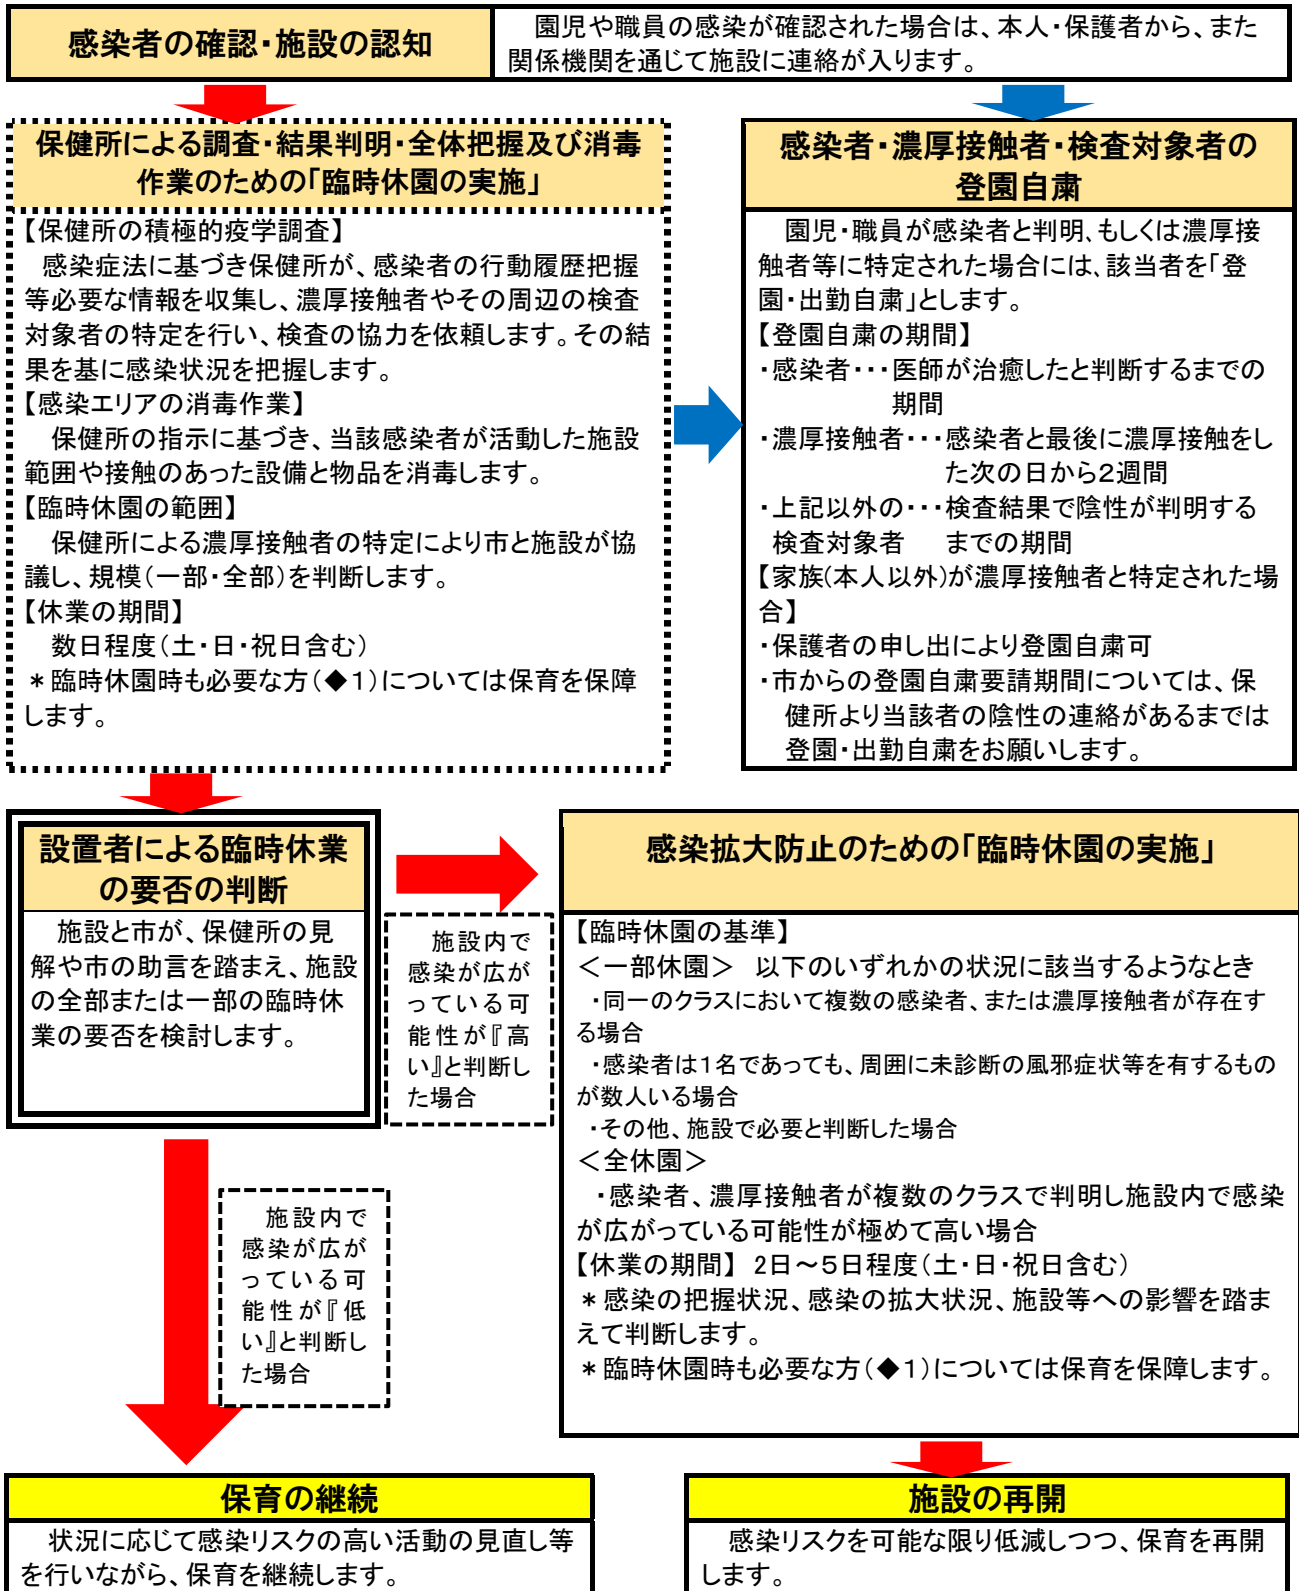 感染者の確認・施設の認知
園児や職員の感染が確認された場合は、本人・保護者から、また
関係機関を通じて施設に連絡が入ります。
保健所による調査・結果判明・全体把握及び消毒
作業のための「臨時休園の実施」
【保健所の積極的疫学調査】
感染症法に基づき保健所が、感染者の行動履歴把握
等必要な情報を収集し、濃厚接触者やその周辺の検査
対象者の特定を行い、検査の協力を依頼します。その結
果を基に感染状況を把握します。
【感染エリアの消毒作業】
保健所の指示に基づき、当該感染者が活動した施設
範囲や接触のあった設備と物品を消毒します。
【臨時休園の範囲】
保健所による濃厚接触者の特定により市と施設が協
議し、規模（一部・全部）を判断します。
【休業の期間】
数日程度（土・日・祝日含む）
＊臨時休園時も必要な方（◆１）については保育を保障
します。
感染者・濃厚接触者・検査対象者の
登園自粛
園児・職員が感染者と判明、もしくは濃厚接
触者等に特定された場合には、該当者を「登
園・出勤自粛」とします。
【登園自粛の期間】
・感染者・・・医師が治癒したと判断するまでの
期間
・濃厚接触者・・・感染者と最後に濃厚接触をし
た次の日から２週間
・上記以外の・・・検査結果で陰性が判明する
検査対象者　までの期間
【家族(本人以外)が濃厚接触者と特定された場
合】
・保護者の申し出により登園自粛可
・市からの登園自粛要請期間については、保
健所より当該者の陰性の連絡があるまでは
登園・出勤自粛をお願いします。
設置者による臨時休業
の要否の判断
施設と市が、保健所の見
解や市の助言を踏まえ、施設
の全部または一部の臨時休
業の要否を検討します。
施設内で
感染が広が
っている可
能性が『高
い』と判断し
た場合
感染拡大防止のための「臨時休園の実施」
【臨時休園の基準】
＜一部休園＞　以下のいずれかの状況に該当するようなとき
・同一のクラスにおいて複数の感染者、または濃厚接触者が存在す
る場合
・感染者は１名であっても、周囲に未診断の風邪症状等を有するもの
が数人いる場合
・その他、施設で必要と判断した場合
＜全休園＞
・感染者、濃厚接触者が複数のクラスで判明し施設内で感染
が広がっている可能性が極めて高い場合
【休業の期間】 2日～５日程度（土・日・祝日含む）
＊感染の把握状況、感染の拡大状況、施設等への影響を踏ま
えて判断します。
＊臨時休園時も必要な方（◆１）については保育を保障します。
施設内で
感染が広が
っている可
能性が『低
い』と判断し
た場合
保育の継続
状況に応じて感染リスクの高い活動の見直し等
を行いながら、保育を継続します。
施設の再開
感染リスクを可能な限り低減しつつ、保育を再開
します。